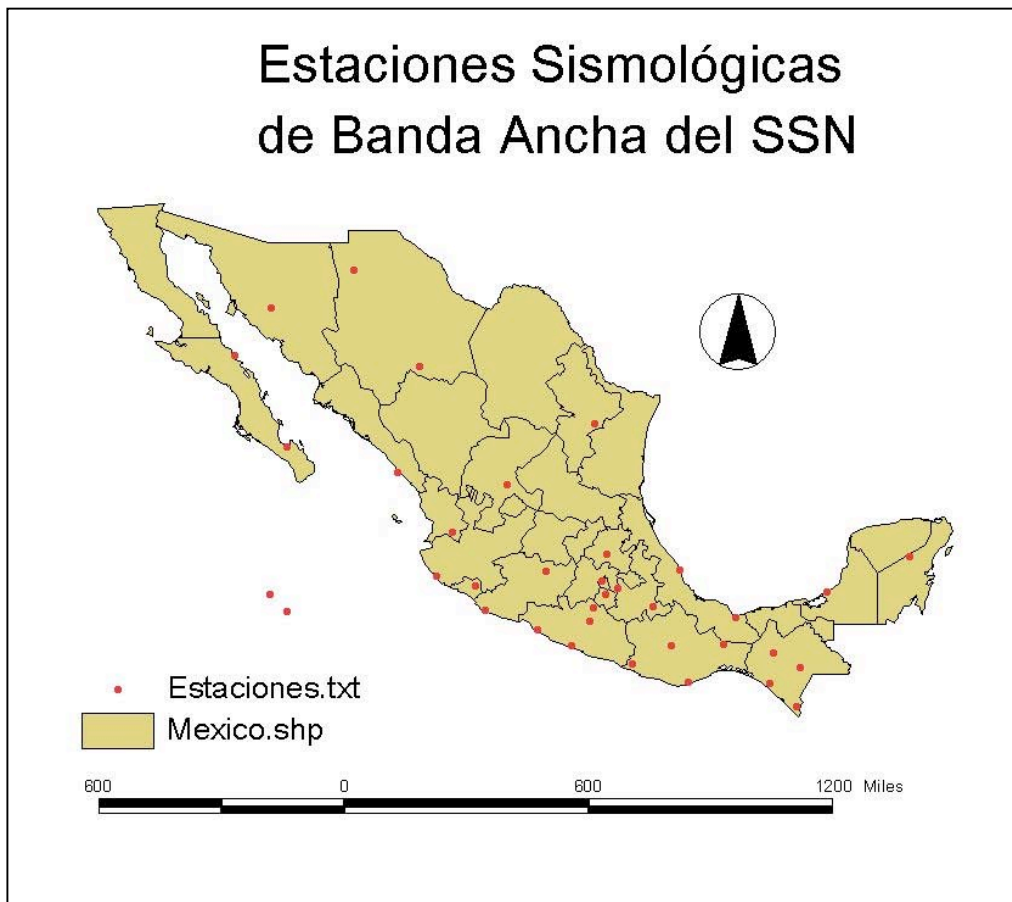 Estaciones Sismológicas
de Banda Ancha del SSN
Estaciones.txt
Mexico.shp
600 0 600 1200 Miles